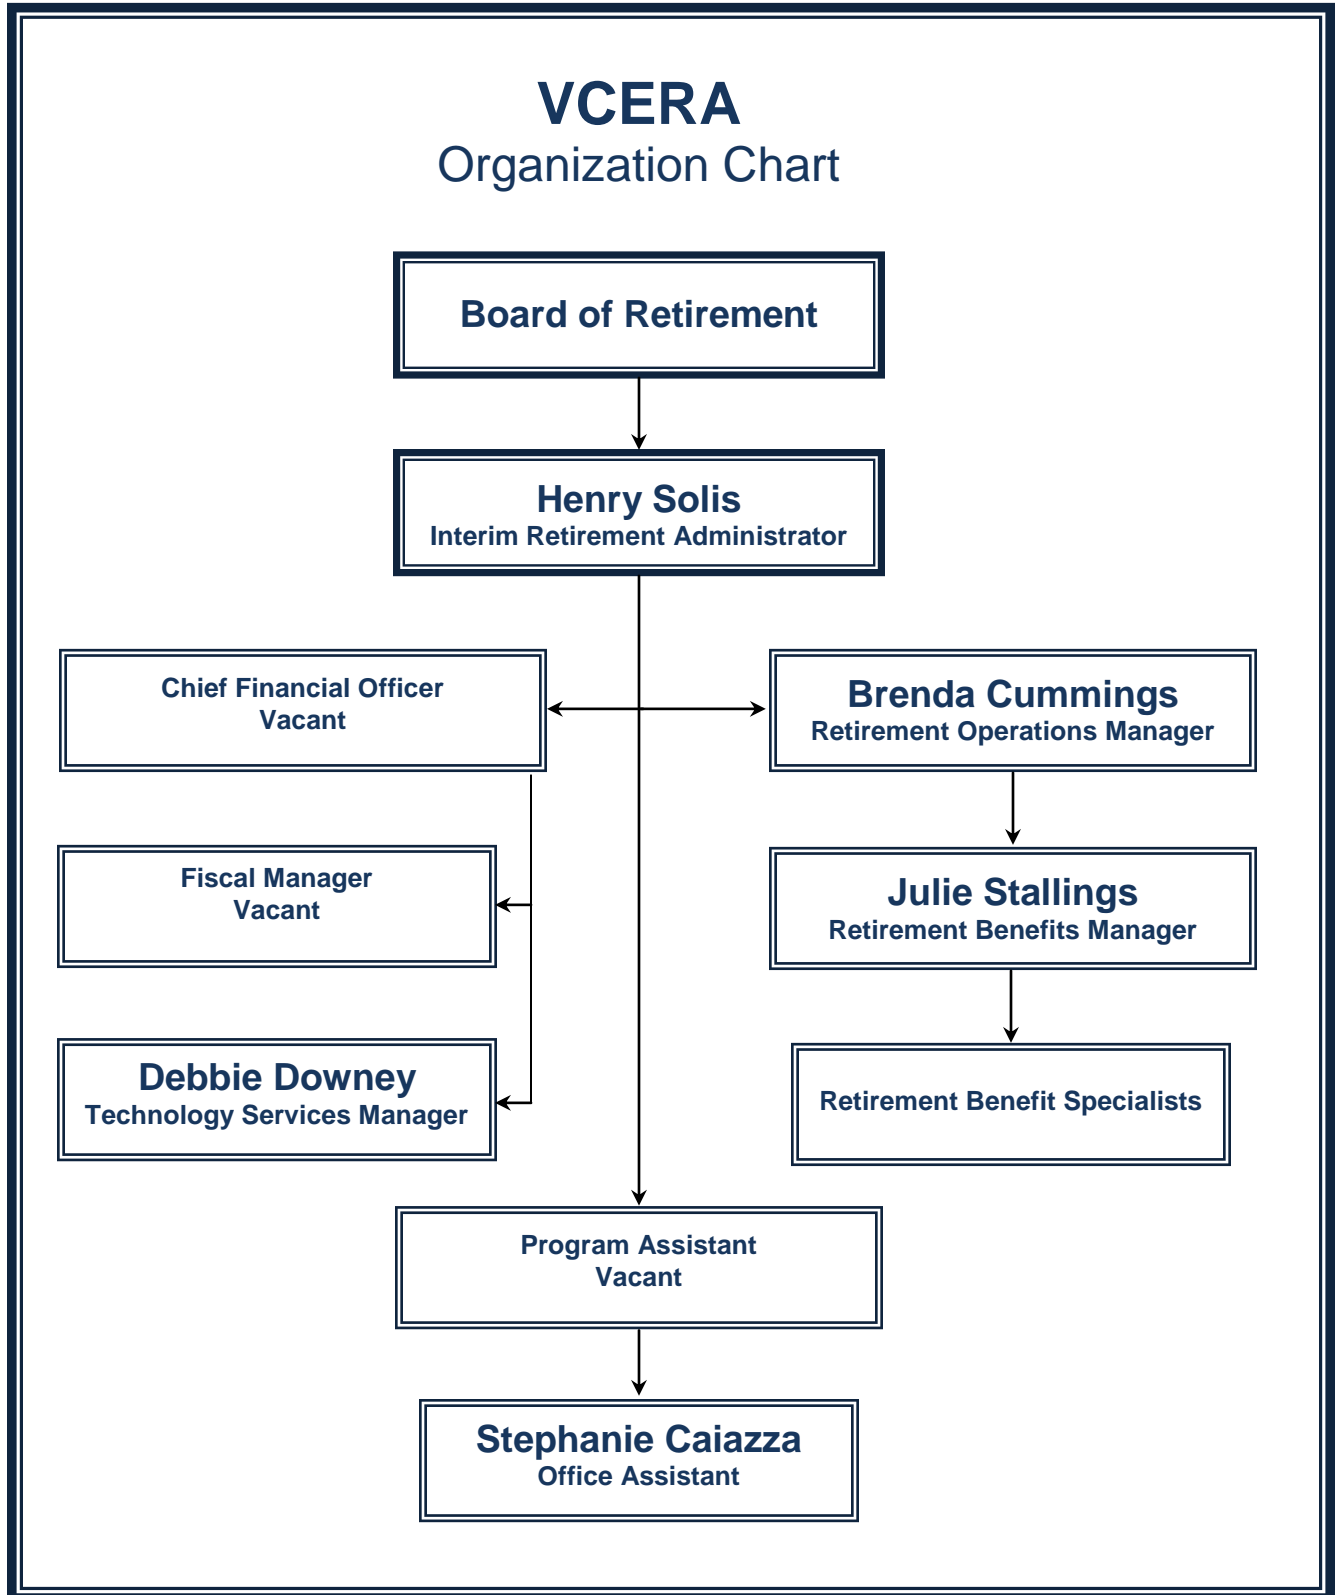 VCERA
Organization Chart
Board of Retirement
Henry Solis
Interim Retirement Administrator
Chief Financial Officer
Vacant
Brenda Cummings
Retirement Operations Manager
Fiscal Manager
Vacant
Julie Stallings
Retirement Benefits Manager
Debbie Downey
Technology Services Manager
Retirement Benefit Specialists
Program Assistant
Vacant
Stephanie Caiazza
Office Assistant